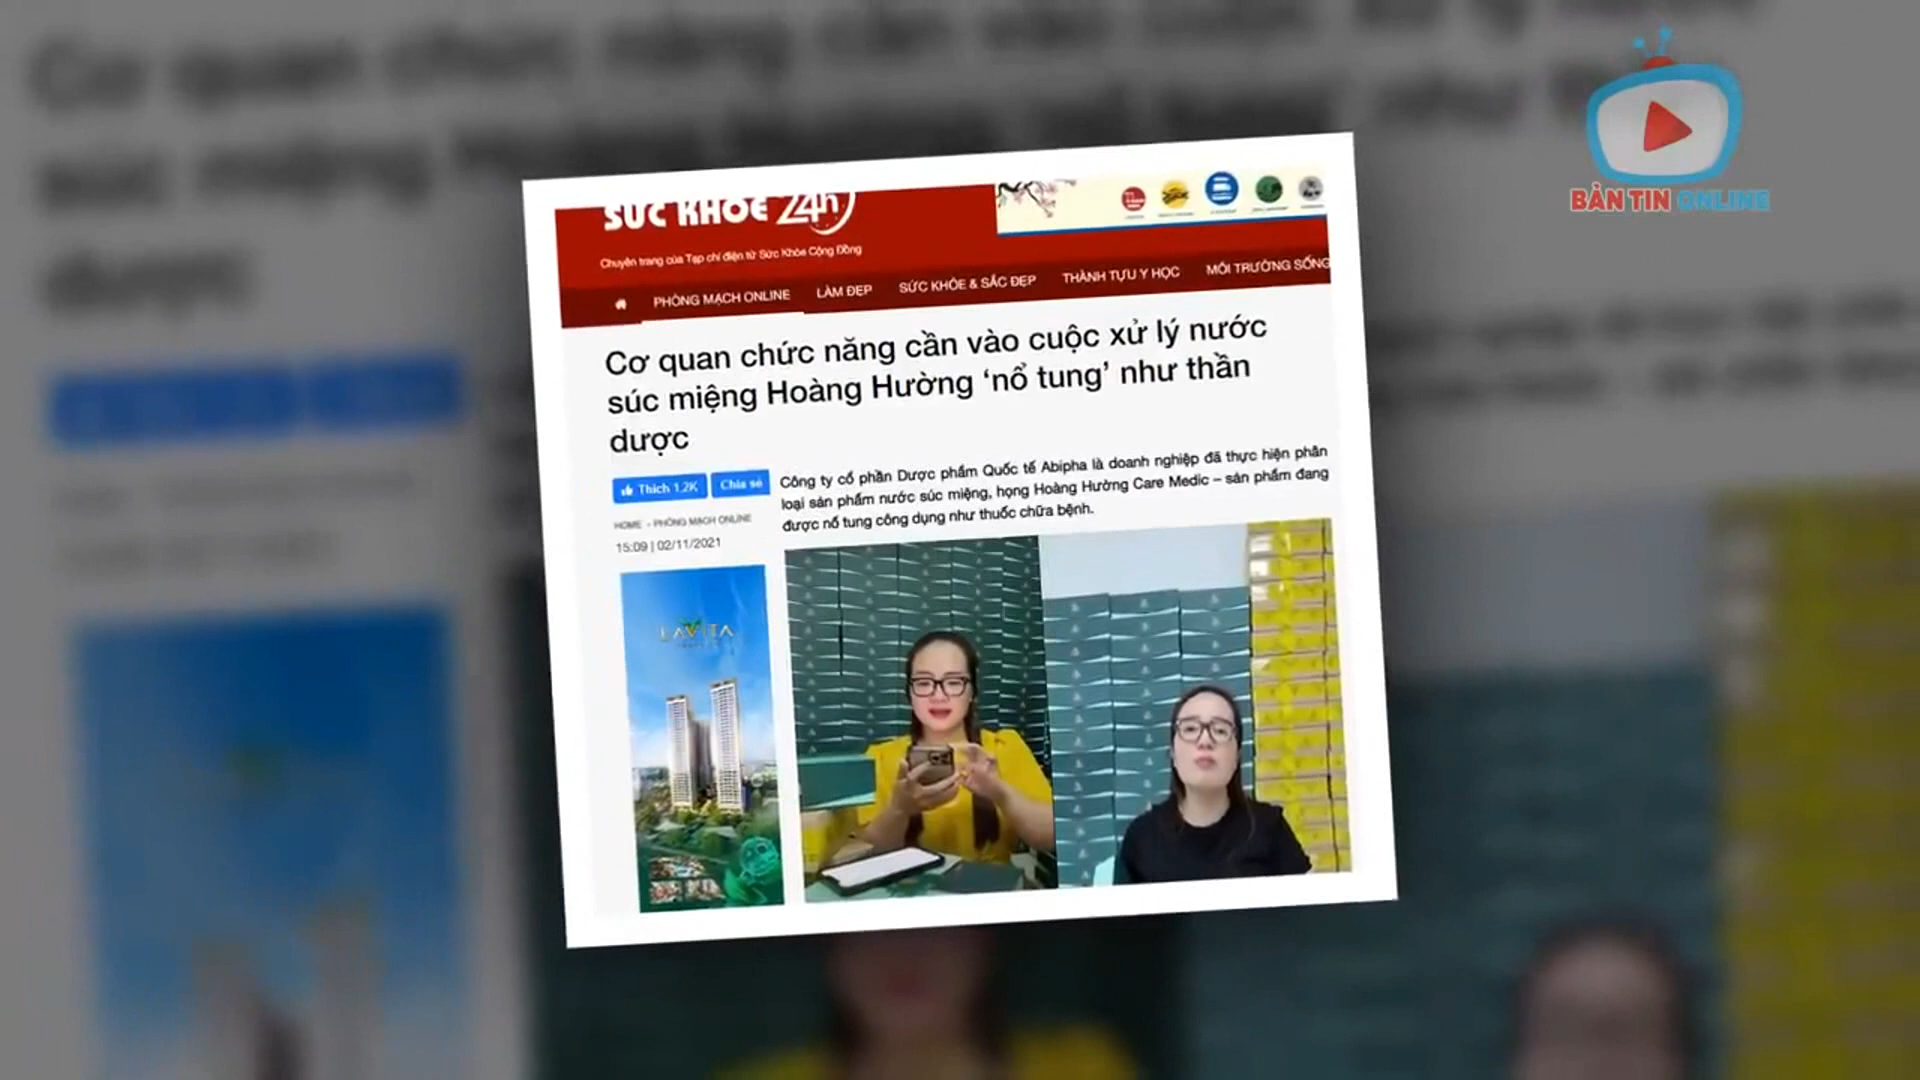 BẢN TIN ONLINE
SỨC KHỎE 24h
Chuyên trang của Tạp chí điện tử Sức Khỏe Cộng Đồng
PHÒNG MẠCH ONLINE LÀM ĐẸP SỨC KHỎE & SẮC ĐẸP THÀNH TỰU Y HỌC MÔI TRƯỜNG SỐNG
Cơ quan chức năng cần vào cuộc xử lý nước
súc miệng Hoàng Hường ‘nổ tung’ như thần
dược
Thích 1,2K Chia sẻ
Công ty cổ phần Dược phẩm Quốc tế Abipha là doanh nghiệp đã thực hiện phân
loại sản phẩm nước súc miệng, họng Hoàng Hường Care Medic – sản phẩm đang
được nổ tung công dụng như thuốc chữa bệnh.
HOME - PHÒNG MẠCH ONLINE
15:09 | 02/11/2021
LAVITA